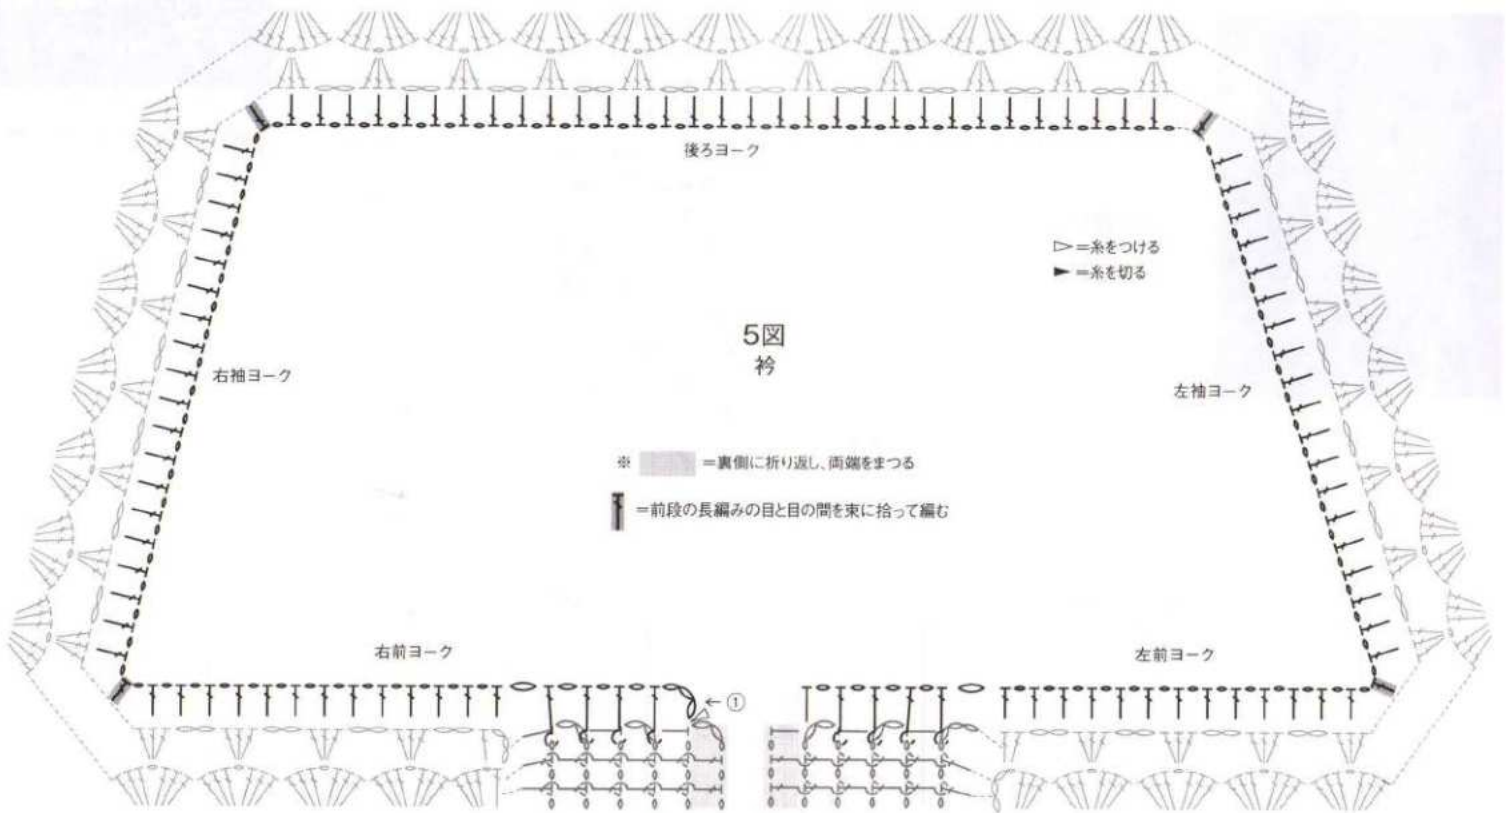 後ろヨーク
▷=糸をつける
▶=糸を切る
5図
衿
右袖ヨーク
左袖ヨーク
※ =裏側に折り返し、両端をまつる
=前段の長編みの目と目の間を束に拾って編む
右前ヨーク
左前ヨーク
←①